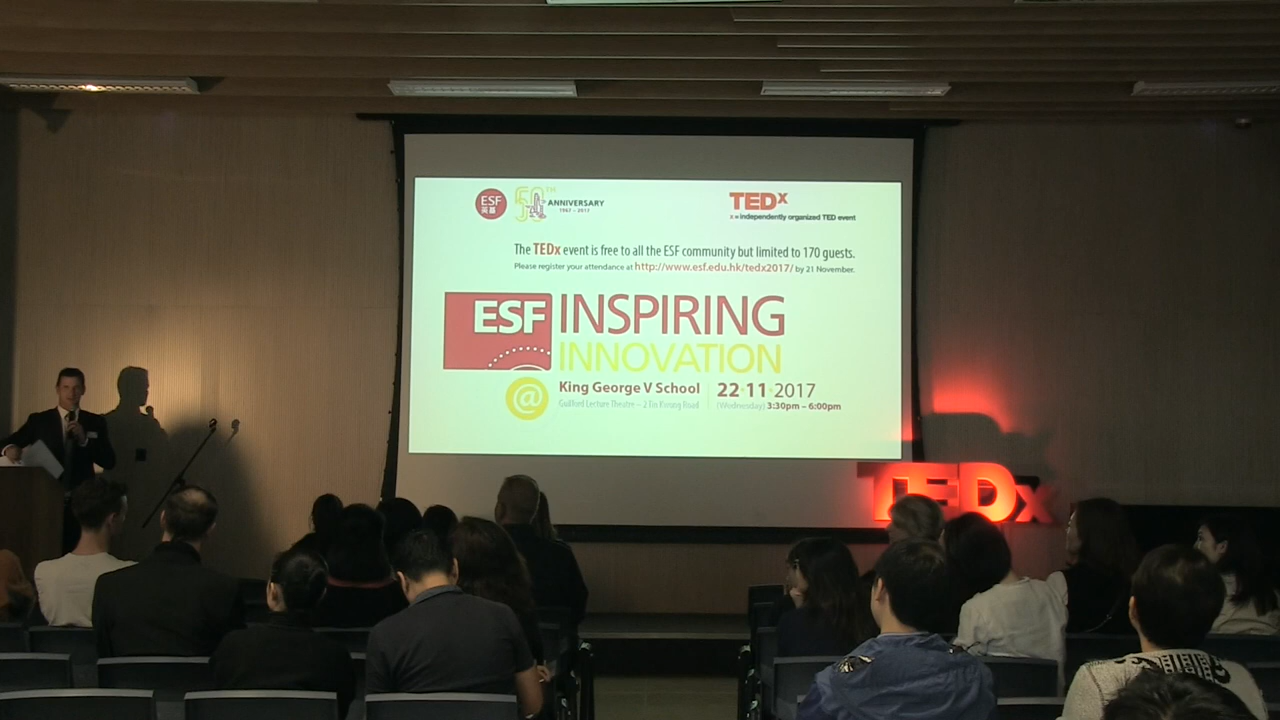 ESF
英基
50TH
ANNIVERSARY
1967 - 2017
TEDx
x = independently organized TED event
The TEDx event is free to all the ESF community but limited to 170 guests.
Please register your attendance at http://www.esf.edu.hk/tedx2017/ by 21 November.
ESF INSPIRING
INNOVATION
@ King George V School
22·11·2017
Guildford Lecture Theatre – 2 Tin Kwong Road
(Wednesday) 3:30pm – 6:00pm
TEDx